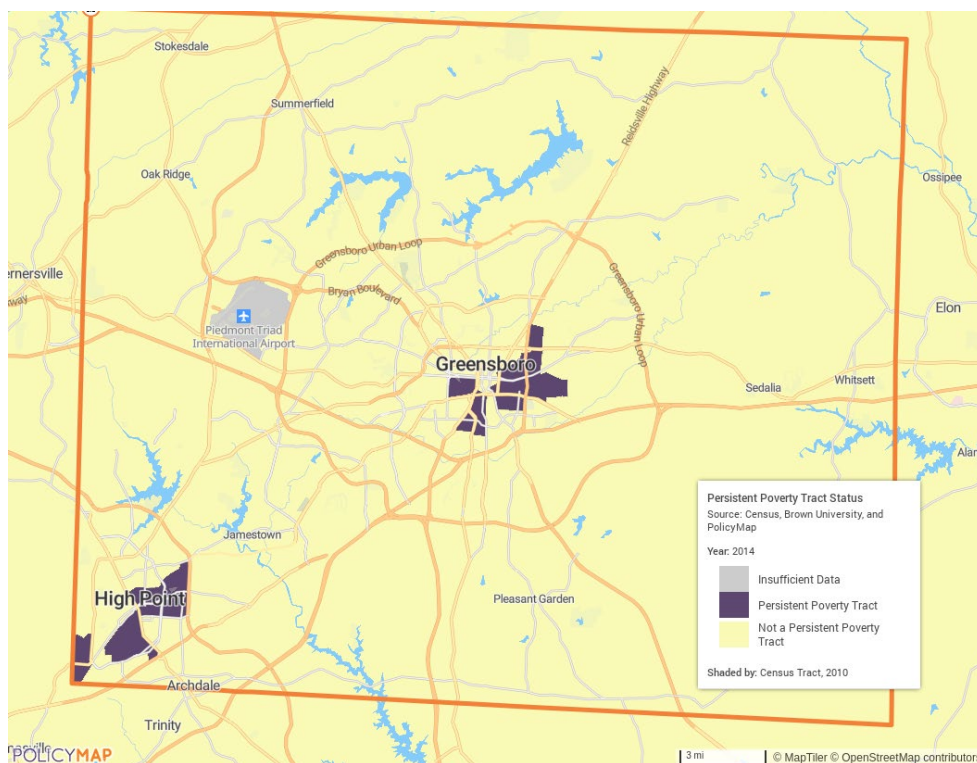 Stokesdale
Summerfield
Reidsville Highway
Oak Ridge
Ossipee
Greensboro Urban Loop
ernersville
Bryan Boulevard
Greensboro Urban Loop
way
Elon
Piedmont Triad
International Airport
Greensboro
Sedalia
Whitsett
Alar
Persistent Poverty Tract Status
Source: Census, Brown University, and
PolicyMap
Year: 2014
Insufficient Data
Persistent Poverty Tract
Not a Persistent Poverty
Tract
Shaded by: Census Tract, 2010
Jamestown
High Point
Pleasant Garden
Archdale
Trinity
POLICYMAP
3 mi
© MapTiler © OpenStreetMap contributor